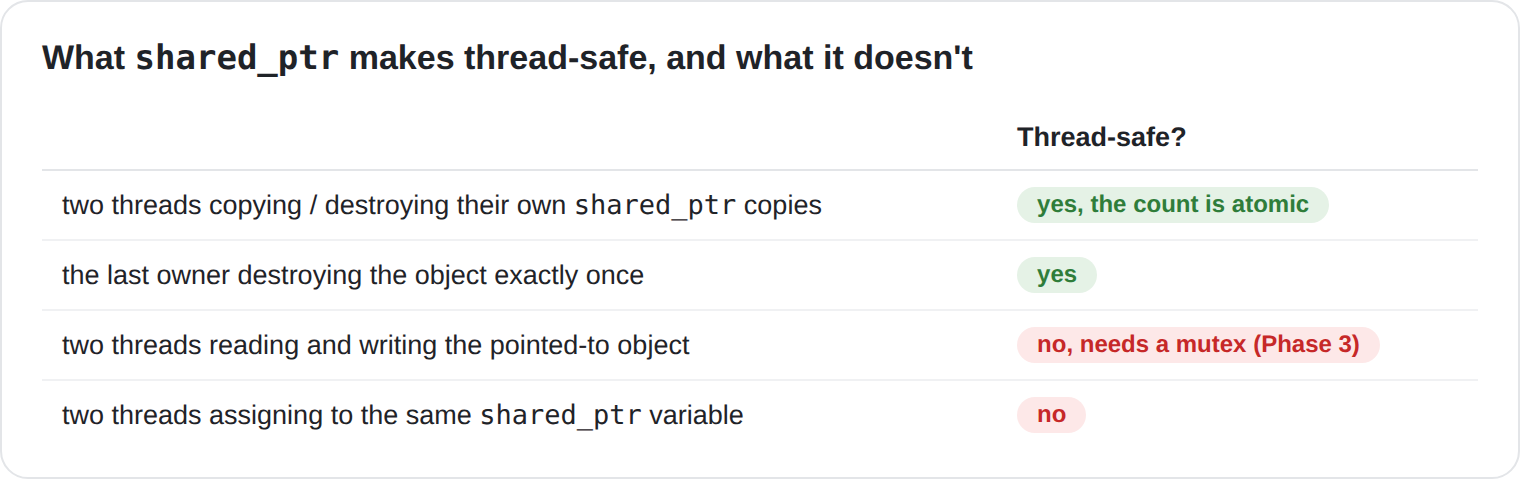 What shared_ptr makes thread-safe, and what it doesn't
Thread-safe?
two threads copying / destroying their own shared_ptr copies yes, the count is atomic
the last owner destroying the object exactly once yes
two threads reading and writing the pointed-to object no, needs a mutex (Phase 3)
two threads assigning to the same shared_ptr variable no